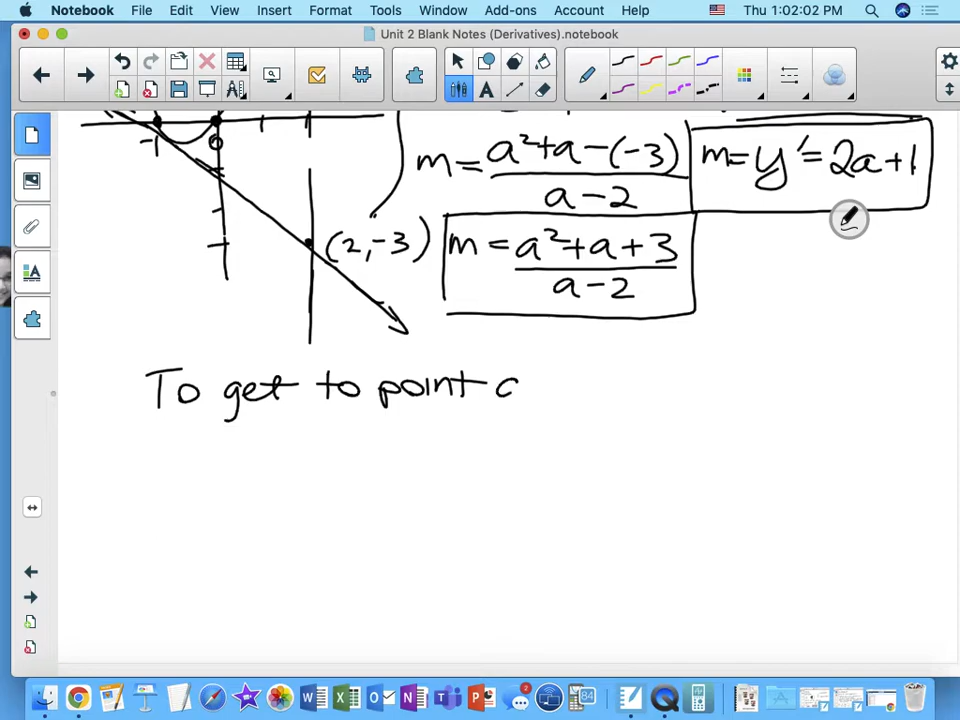 Notebook File Edit View Insert Format Tools Window Add-ons Account Help Thu 1:02:02 PM
Unit 2 Blank Notes (Derivatives).notebook
m = a²+a-(-3) / a-2
m = y' = 2a+1
-1
(2,-3)
m = a²+a+3 / a-2
To get to point c